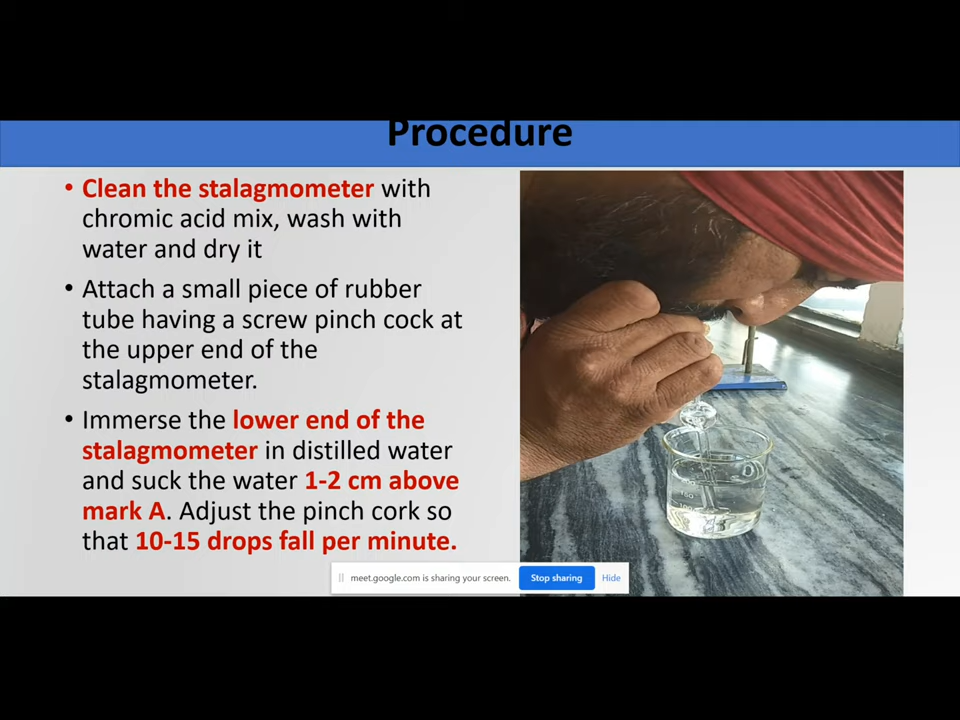 Procedure
• Clean the stalagmometer with
chromic acid mix, wash with
water and dry it
• Attach a small piece of rubber
tube having a screw pinch cock at
the upper end of the
stalagmometer.
• Immerse the lower end of the
stalagmometer in distilled water
and suck the water 1-2 cm above
mark A. Adjust the pinch cork so
that 10-15 drops fall per minute.
150
meet.google.com is sharing your screen. Stop sharing Hide